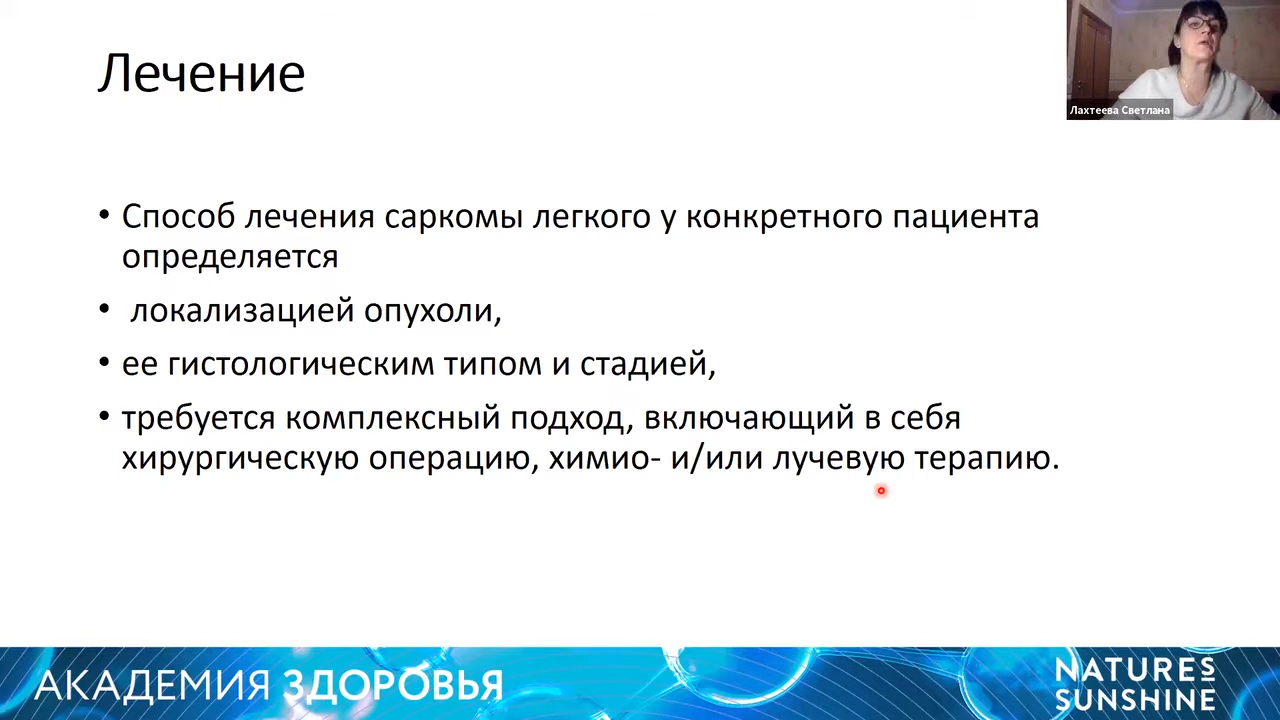 Лечение
Лахтеева Светлана
• Способ лечения саркомы легкого у конкретного пациента
определяется
• локализацией опухоли,
• ее гистологическим типом и стадией,
• требуется комплексный подход, включающий в себя
хирургическую операцию, химио- и/или лучевую терапию.
АКАДЕМИЯ ЗДОРОВЬЯ
NATURE'S
SUNSHINE